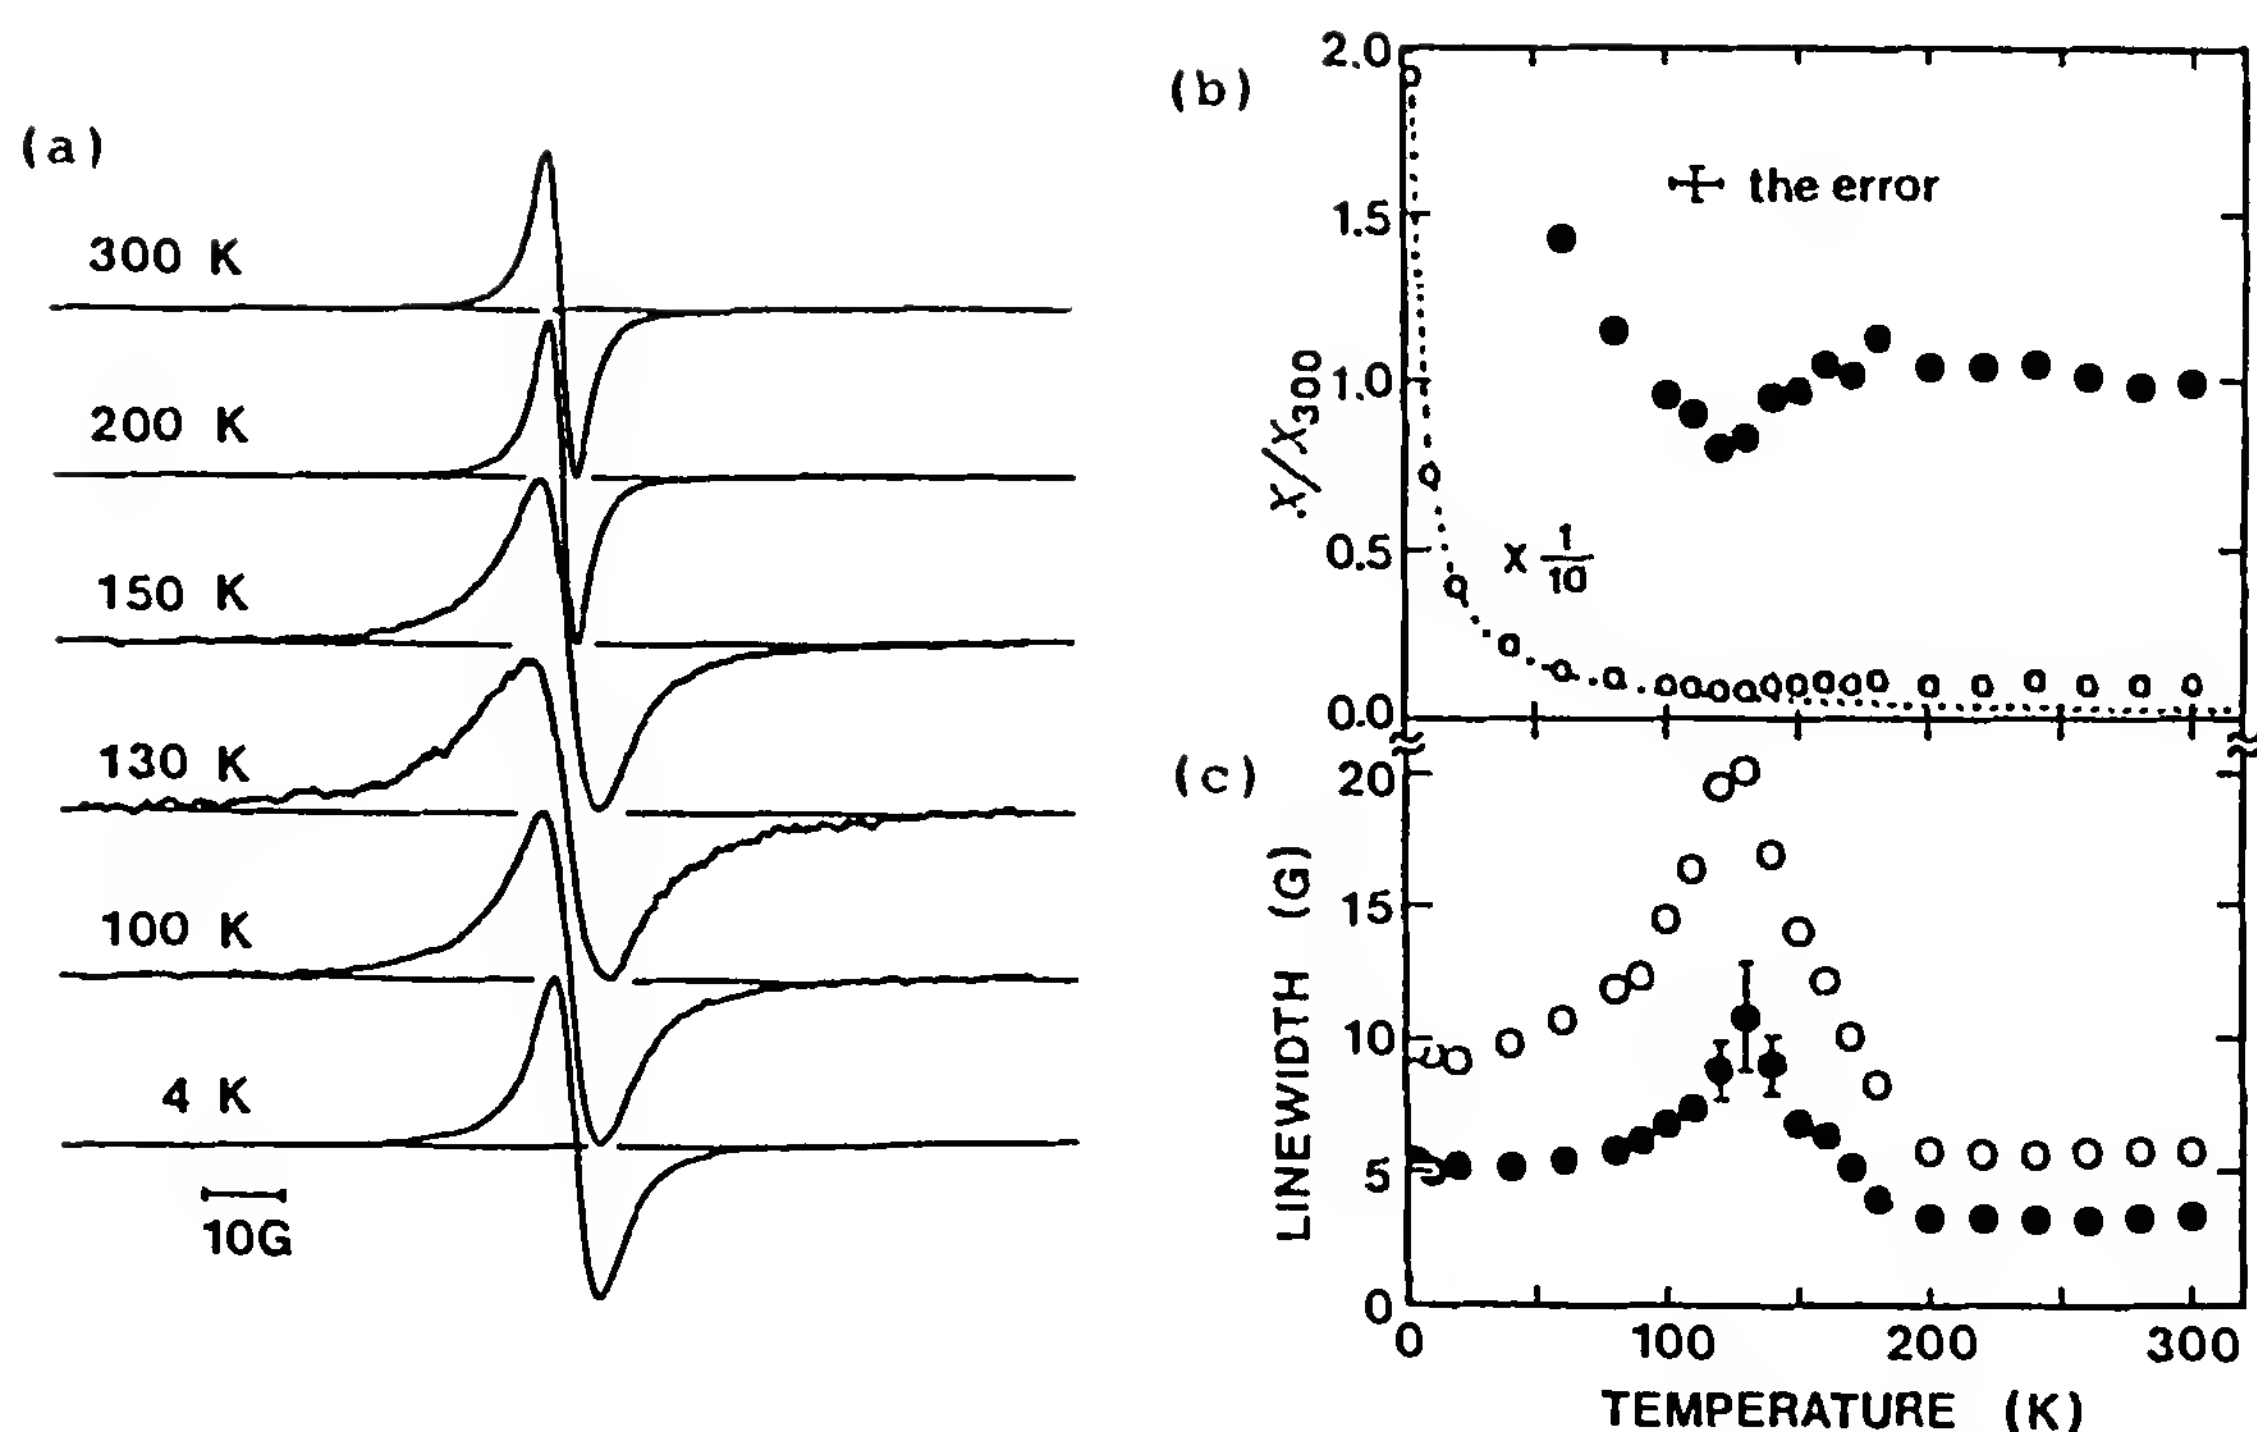 (a)
300 K
200 K
150 K
130 K
100 K
4 K
10G
(b)
2.0
1.5
1.0
0.5
0.0
χ/χ300
the error
X 1/10
(c)
20
15
10
5
0
LINEWIDTH (G)
0 100 200 300
TEMPERATURE (K)